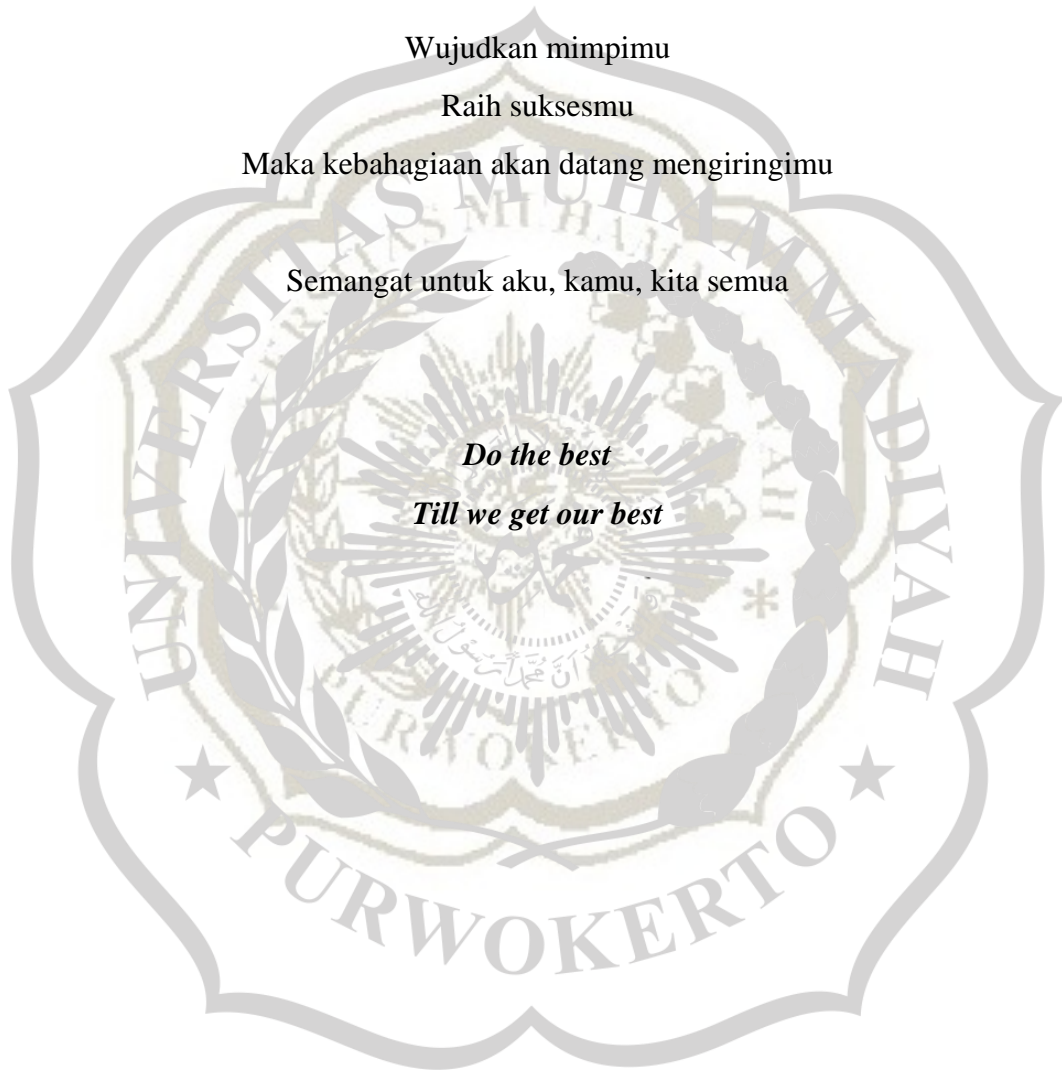 Wujudkan mimpimu
Raih suksesmu
Maka kebahagiaan akan datang mengiringimu
Semangat untuk aku, kamu, kita semua
Do the best
Till we get our best
UNIVERSITAS MUHAMMADIYAH
PURWOKERTO
PURWOKERTO